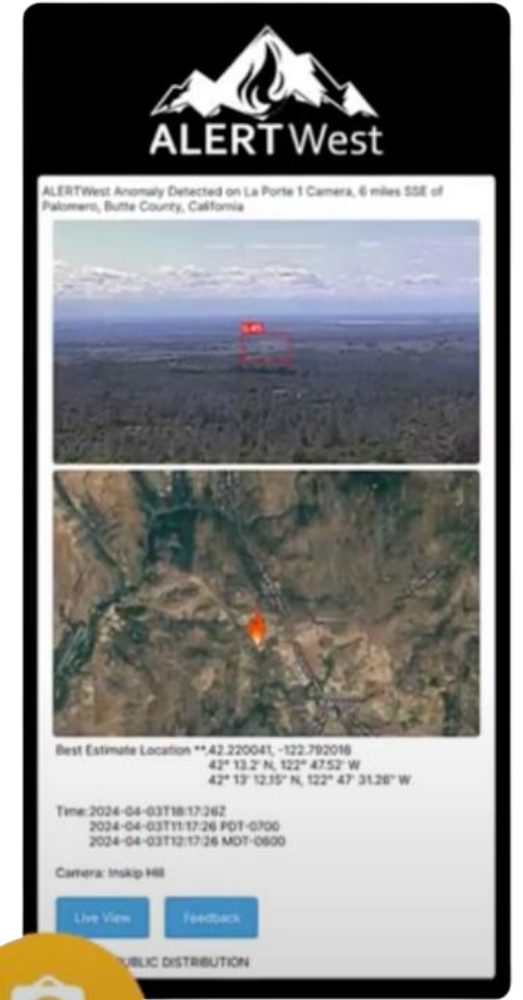 ALERTWest
ALERTWest Anomaly Detected on La Porte 1 Camera, 6 miles SSE of
Palomero, Butte County, California
Best Estimate Location **:42.220041, -122.792016
42° 13.2' N, 122° 47.52' W
42° 13' 12.15" N, 122° 47' 31.26" W
Time:2024-04-03T18:17:26Z
2024-04-03T11:17:26 PDT-0700
2024-04-03T12:17:26 MDT-0600
Camera: Inskip Hill
Live View
Feedback
PUBLIC DISTRIBUTION